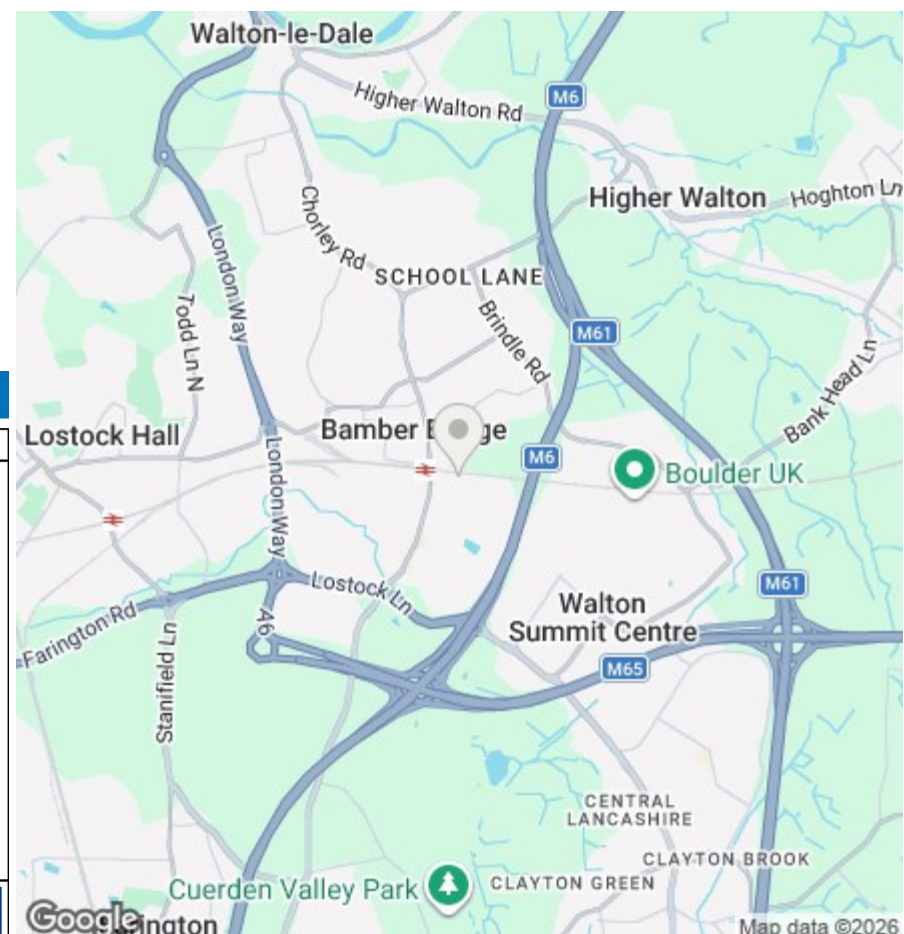 Walton-le-Dale
Higher Walton Rd
M6
Higher Walton
Hoghton Ln
Chorley Rd
SCHOOL LANE
London Way
Todd Ln N
Brindle Rd
M61
Bank Head Ln
Lostock Hall
Bamber
M6
Boulder UK
London Way
Lostock Ln
M61
Walton
Summit Centre
Farington Rd
A6
M65
Stanifield Ln
CENTRAL
LANCASHIRE
CLAYTON BROOK
Cuerden Valley Park
CLAYTON GREEN
Google
Map data ©2026